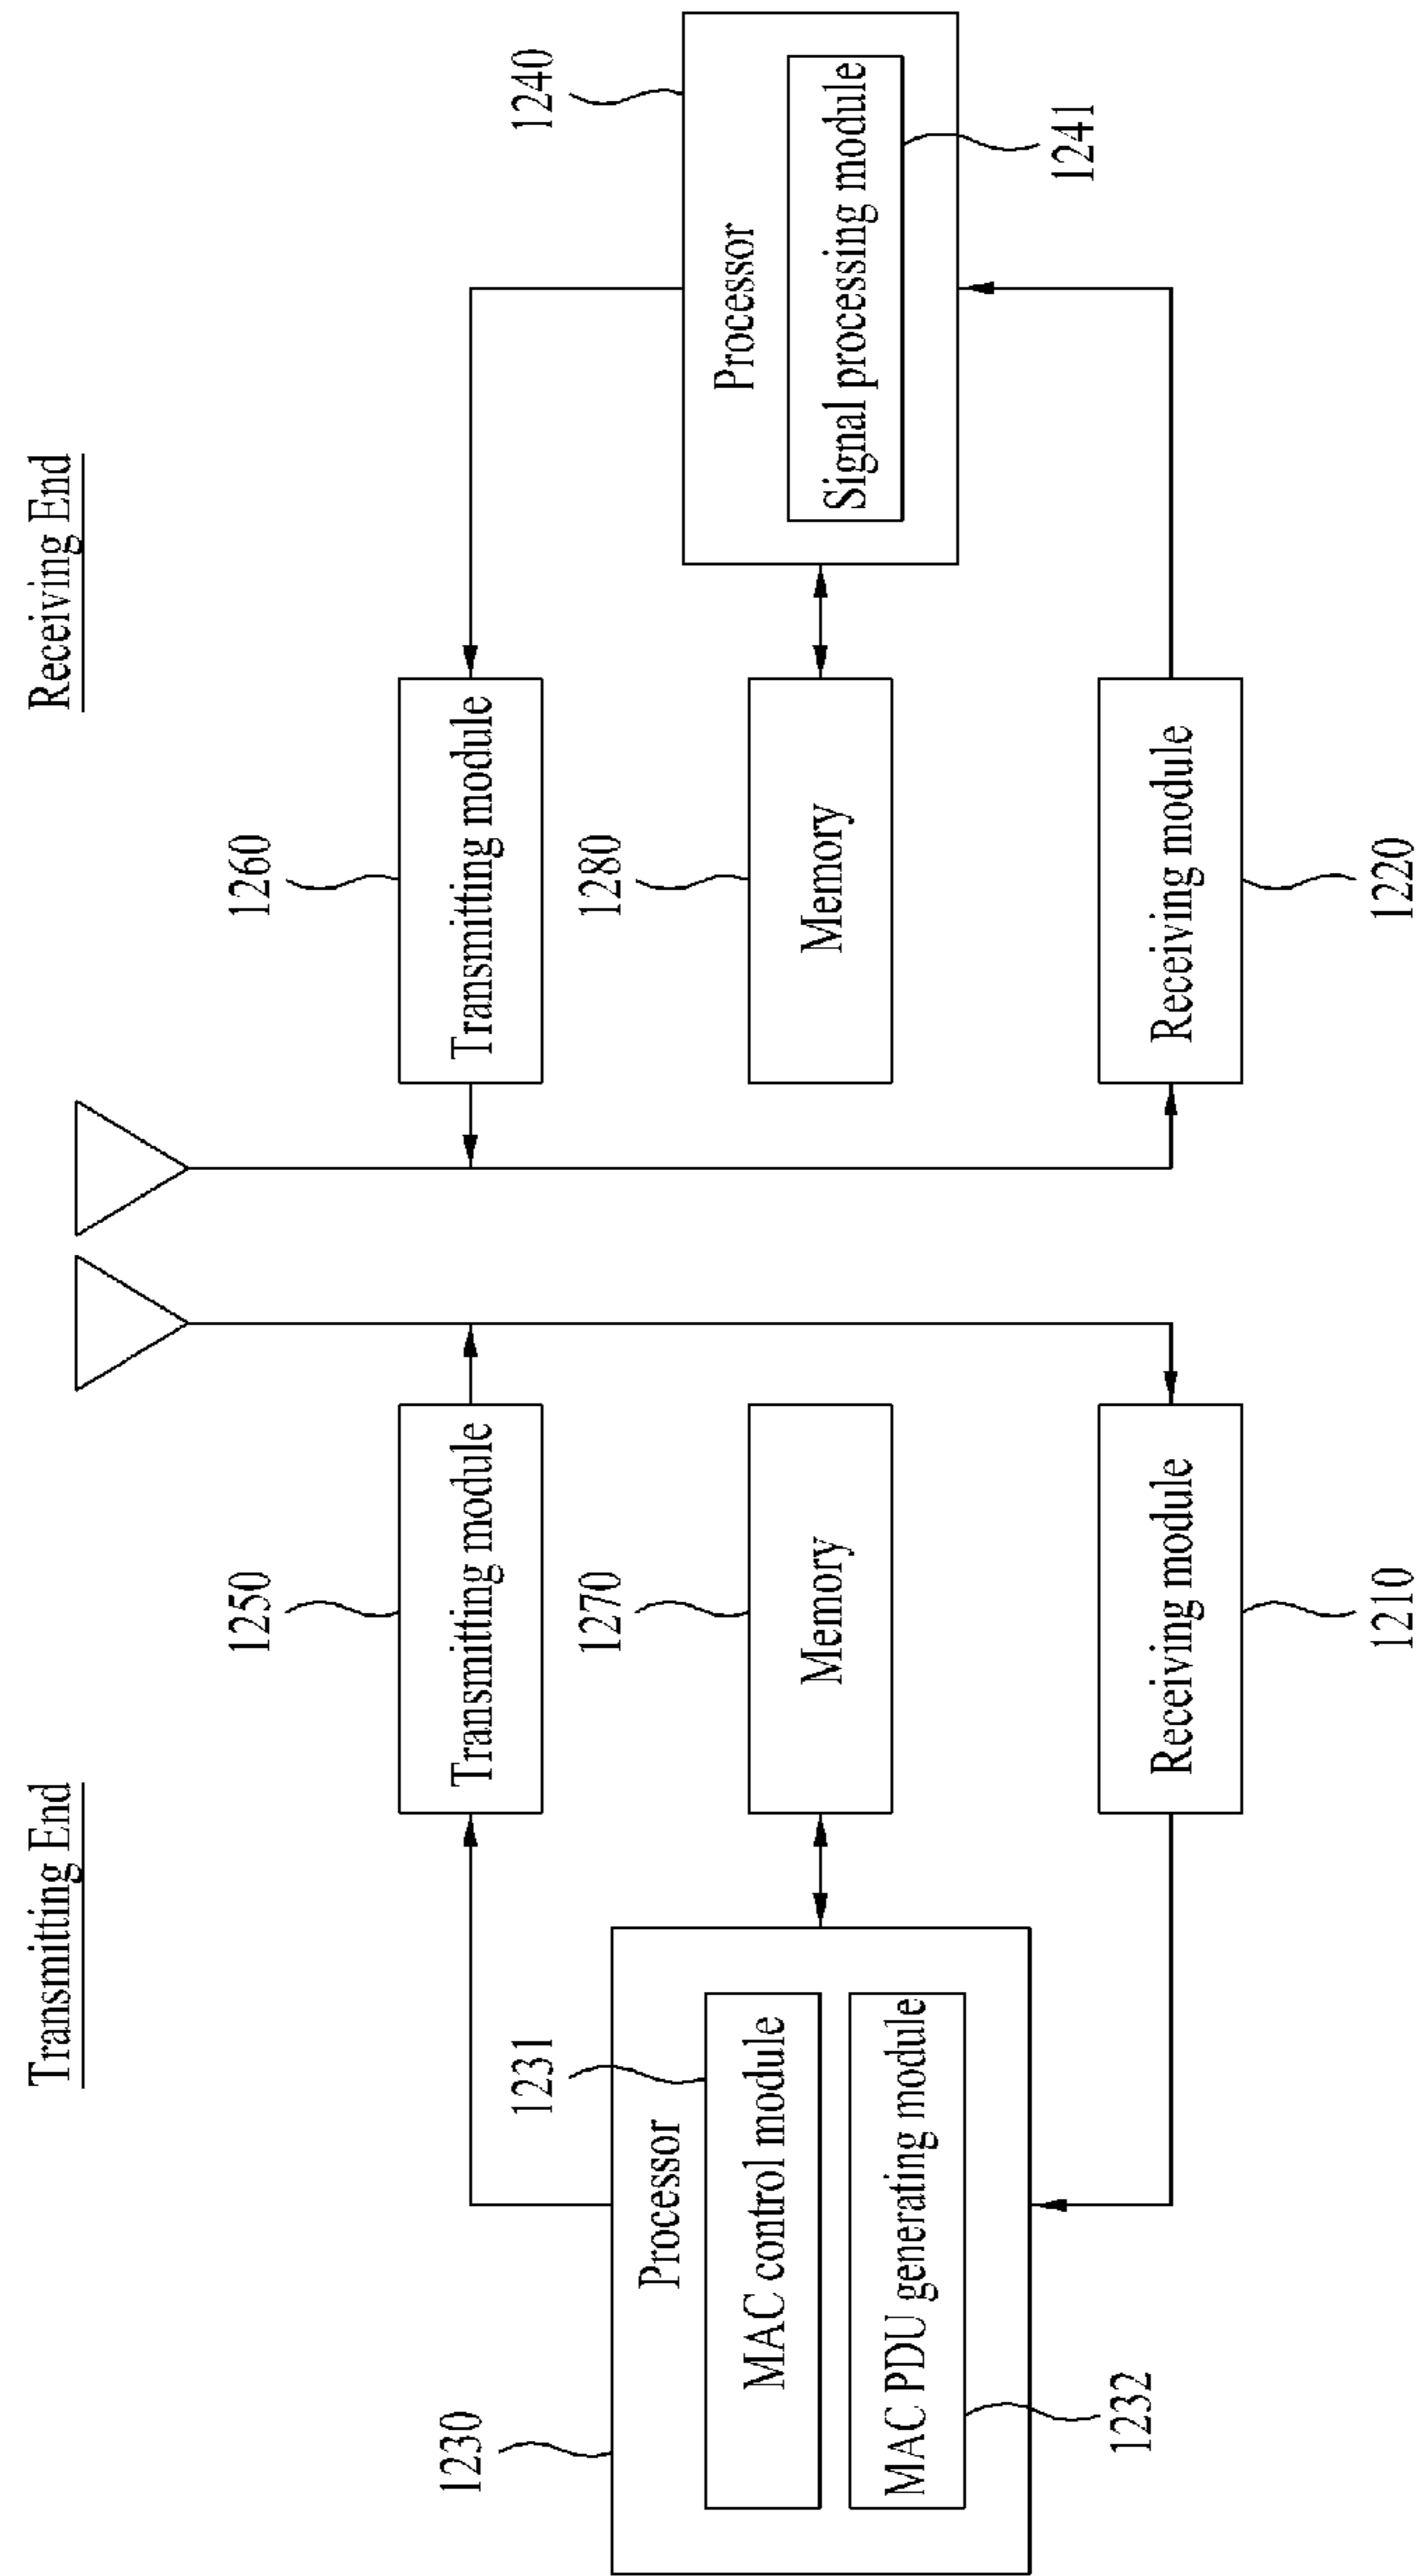 Transmitting End
Receiving End
1250
Transmitting module
1260
Transmitting module
1230
Processor
1231
MAC control module
MAC PDU generating module
1232
1270
Memory
1280
Memory
1240
Processor
Signal processing module
1241
Receiving module
1210
Receiving module
1220